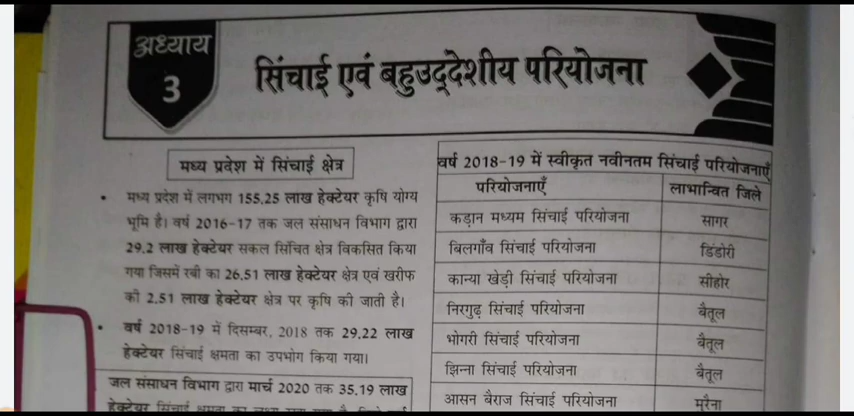 अध्याय
3
सिंचाई एवं बहुउद्देशीय परियोजना
मध्य प्रदेश में सिंचाई क्षेत्र
• मध्य प्रदेश में लगभग 155.25 लाख हेक्टेयर कृषि योग्य
भूमि है। वर्ष 2016-17 तक जल संसाधन विभाग द्वारा
29.2 लाख हेक्टेयर सकल सिंचित क्षेत्र विकसित किया
गया जिसमें रबी का 26.51 लाख हेक्टेयर क्षेत्र एवं खरीफ
की 2.51 लाख हेक्टेयर क्षेत्र पर कृषि की जाती है।
• वर्ष 2018-19 में दिसम्बर, 2018 तक 29.22 लाख
हेक्टेयर सिंचाई क्षमता का उपभोग किया गया।
जल संसाधन विभाग द्वारा मार्च 2020 तक 35.19 लाख
हेक्टेयर सिंचाई क्षमता का
वर्ष 2018-19 में स्वीकृत नवीनतम सिंचाई परियोजनाएँ
परियोजनाएँ लाभान्वित जिले
कड़ान मध्यम सिंचाई परियोजना सागर
बिलगाँव सिंचाई परियोजना डिंडोरी
कान्या खेड़ी सिंचाई परियोजना सीहोर
निरगुढ़ सिंचाई परियोजना बैतूल
भोगरी सिंचाई परियोजना बैतूल
झिन्ना सिंचाई परियोजना बैतूल
आसन बैराज सिंचाई परियोजना मुरैना